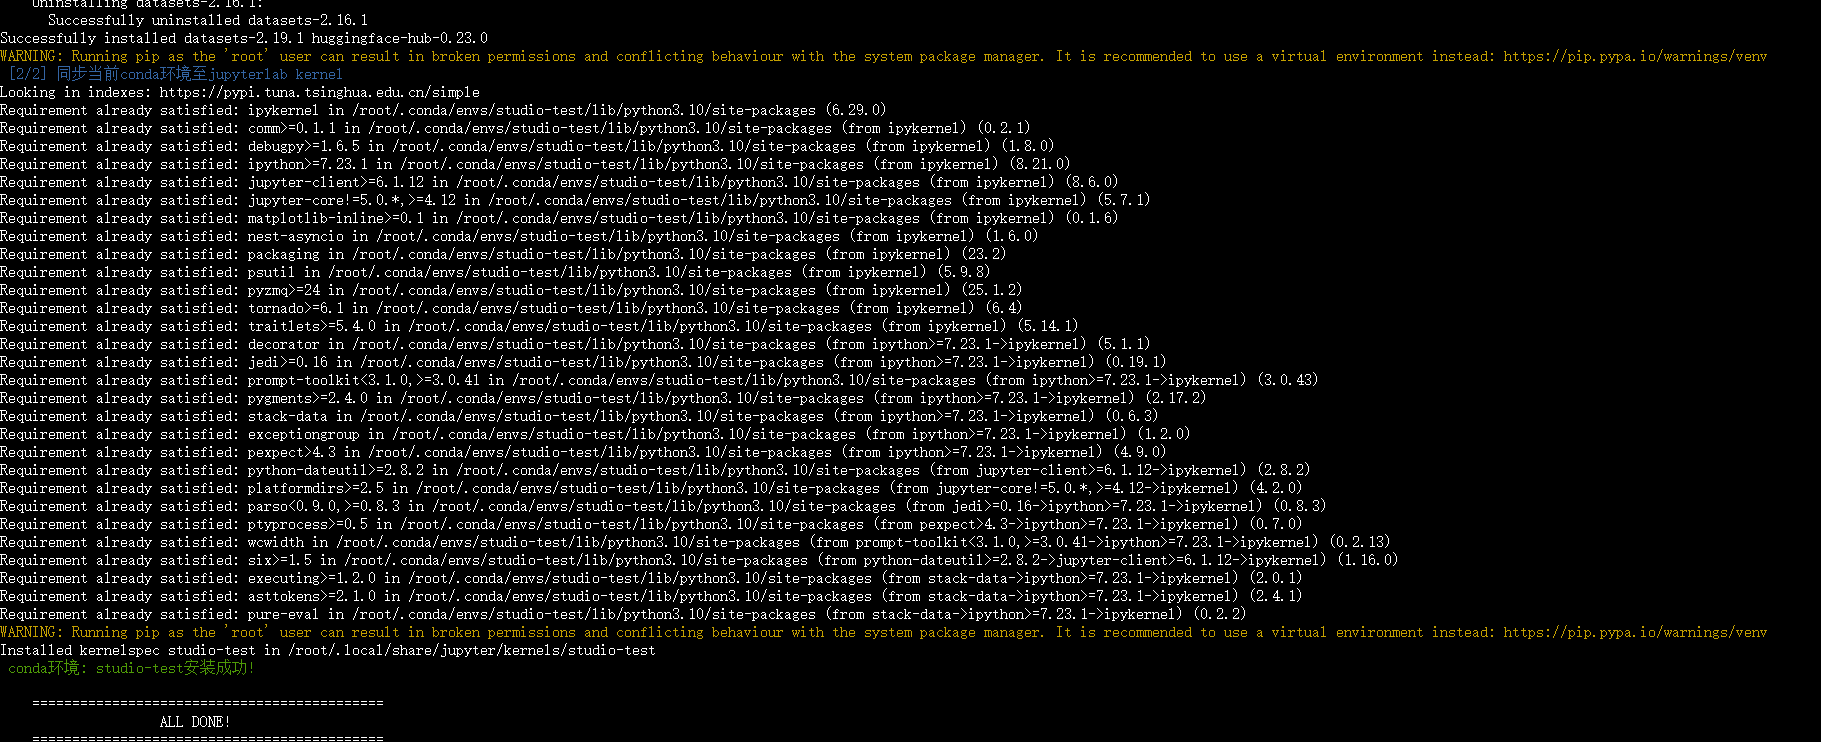 Uninstalling datasets-2.16.1:
Successfully uninstalled datasets-2.16.1
Successfully installed datasets-2.19.1 huggingface-hub-0.23.0
WARNING: Running pip as the 'root' user can result in broken permissions and conflicting behaviour with the system package manager. It is recommended to use a virtual environment instead: https://pip.pypa.io/warnings/venv
[2/2] 同步当前conda环境至jupyterlab kernel
Looking in indexes: https://pypi.tuna.tsinghua.edu.cn/simple
Requirement already satisfied: ipykernel in /root/.conda/envs/studio-test/lib/python3.10/site-packages (6.29.0)
Requirement already satisfied: comm>=0.1.1 in /root/.conda/envs/studio-test/lib/python3.10/site-packages (from ipykernel) (0.2.1)
Requirement already satisfied: debugpy>=1.6.5 in /root/.conda/envs/studio-test/lib/python3.10/site-packages (from ipykernel) (1.8.0)
Requirement already satisfied: ipython>=7.23.1 in /root/.conda/envs/studio-test/lib/python3.10/site-packages (from ipykernel) (8.21.0)
Requirement already satisfied: jupyter-client>=6.1.12 in /root/.conda/envs/studio-test/lib/python3.10/site-packages (from ipykernel) (8.6.0)
Requirement already satisfied: jupyter-core!=5.0.*,>=4.12 in /root/.conda/envs/studio-test/lib/python3.10/site-packages (from ipykernel) (5.7.1)
Requirement already satisfied: matplotlib-inline>=0.1 in /root/.conda/envs/studio-test/lib/python3.10/site-packages (from ipykernel) (0.1.6)
Requirement already satisfied: nest-asyncio in /root/.conda/envs/studio-test/lib/python3.10/site-packages (from ipykernel) (1.6.0)
Requirement already satisfied: packaging in /root/.conda/envs/studio-test/lib/python3.10/site-packages (from ipykernel) (23.2)
Requirement already satisfied: psutil in /root/.conda/envs/studio-test/lib/python3.10/site-packages (from ipykernel) (5.9.8)
Requirement already satisfied: pyzmq>=24 in /root/.conda/envs/studio-test/lib/python3.10/site-packages (from ipykernel) (25.1.2)
Requirement already satisfied: tornado>=6.1 in /root/.conda/envs/studio-test/lib/python3.10/site-packages (from ipykernel) (6.4)
Requirement already satisfied: traitlets>=5.4.0 in /root/.conda/envs/studio-test/lib/python3.10/site-packages (from ipykernel) (5.14.1)
Requirement already satisfied: decorator in /root/.conda/envs/studio-test/lib/python3.10/site-packages (from ipython>=7.23.1->ipykernel) (5.1.1)
Requirement already satisfied: jedi>=0.16 in /root/.conda/envs/studio-test/lib/python3.10/site-packages (from ipython>=7.23.1->ipykernel) (0.19.1)
Requirement already satisfied: prompt-toolkit<3.1.0,>=3.0.41 in /root/.conda/envs/studio-test/lib/python3.10/site-packages (from ipython>=7.23.1->ipykernel) (3.0.43)
Requirement already satisfied: pygments>=2.4.0 in /root/.conda/envs/studio-test/lib/python3.10/site-packages (from ipython>=7.23.1->ipykernel) (2.17.2)
Requirement already satisfied: stack-data in /root/.conda/envs/studio-test/lib/python3.10/site-packages (from ipython>=7.23.1->ipykernel) (0.6.3)
Requirement already satisfied: exceptiongroup in /root/.conda/envs/studio-test/lib/python3.10/site-packages (from ipython>=7.23.1->ipykernel) (1.2.0)
Requirement already satisfied: pexpect>4.3 in /root/.conda/envs/studio-test/lib/python3.10/site-packages (from ipython>=7.23.1->ipykernel) (4.9.0)
Requirement already satisfied: python-dateutil>=2.8.2 in /root/.conda/envs/studio-test/lib/python3.10/site-packages (from jupyter-client>=6.1.12->ipykernel) (2.8.2)
Requirement already satisfied: platformdirs>=2.5 in /root/.conda/envs/studio-test/lib/python3.10/site-packages (from jupyter-core!=5.0.*,>=4.12->ipykernel) (4.2.0)
Requirement already satisfied: parso<0.9.0,>=0.8.3 in /root/.conda/envs/studio-test/lib/python3.10/site-packages (from jedi>=0.16->ipython>=7.23.1->ipykernel) (0.8.3)
Requirement already satisfied: ptyprocess>=0.5 in /root/.conda/envs/studio-test/lib/python3.10/site-packages (from pexpect>4.3->ipython>=7.23.1->ipykernel) (0.7.0)
Requirement already satisfied: wcwidth in /root/.conda/envs/studio-test/lib/python3.10/site-packages (from prompt-toolkit<3.1.0,>=3.0.41->ipython>=7.23.1->ipykernel) (0.2.13)
Requirement already satisfied: six>=1.5 in /root/.conda/envs/studio-test/lib/python3.10/site-packages (from python-dateutil>=2.8.2->jupyter-client>=6.1.12->ipykernel) (1.16.0)
Requirement already satisfied: executing>=1.2.0 in /root/.conda/envs/studio-test/lib/python3.10/site-packages (from stack-data->ipython>=7.23.1->ipykernel) (2.0.1)
Requirement already satisfied: asttokens>=2.1.0 in /root/.conda/envs/studio-test/lib/python3.10/site-packages (from stack-data->ipython>=7.23.1->ipykernel) (2.4.1)
Requirement already satisfied: pure-eval in /root/.conda/envs/studio-test/lib/python3.10/site-packages (from stack-data->ipython>=7.23.1->ipykernel) (0.2.2)
WARNING: Running pip as the 'root' user can result in broken permissions and conflicting behaviour with the system package manager. It is recommended to use a virtual environment instead: https://pip.pypa.io/warnings/venv
Installed kernelspec studio-test in /root/.local/share/jupyter/kernels/studio-test
conda环境: studio-test安装成功!
============================================
ALL DONE!
============================================